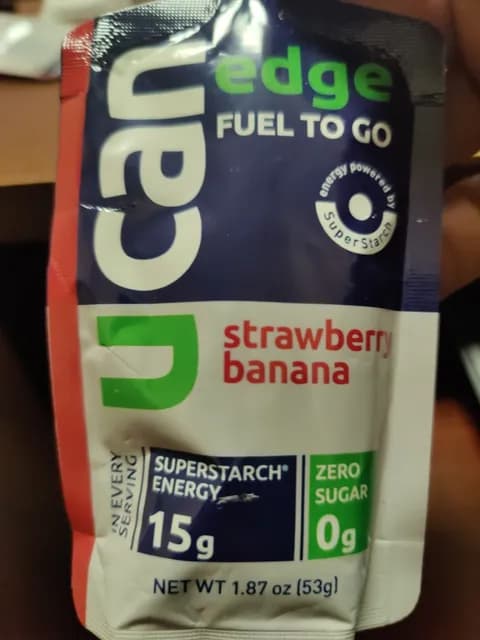 ucan
edge
FUEL TO GO
energy powered by
SuperStarch
strawberry
banana
IN EVERY
SERVING
SUPERSTARCH®
ENERGY
15g
ZERO
SUGAR
0g
NET WT 1.87 oz (53g)